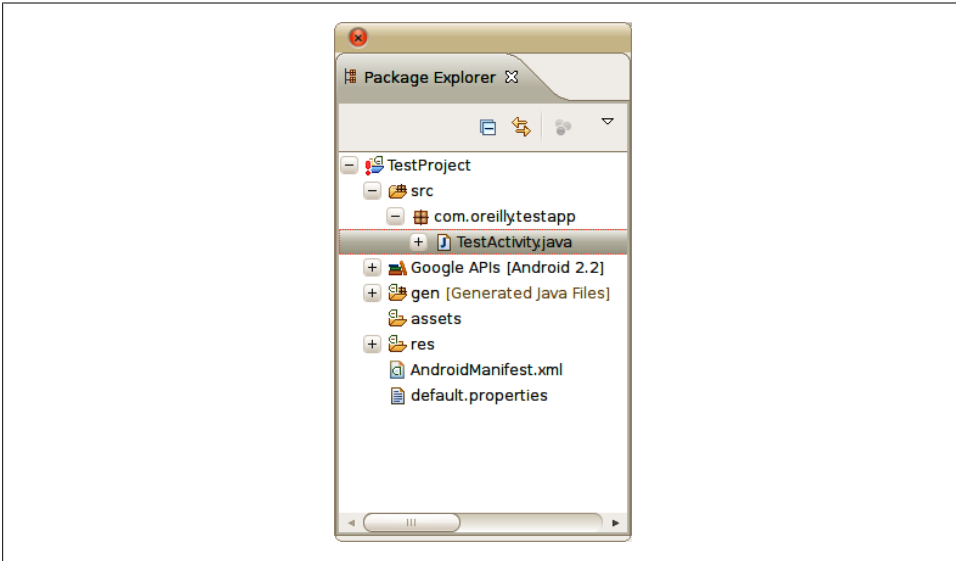 Package Explorer
TestProject
src
com.oreilly.testapp
TestActivity.java
Google APIs [Android 2.2]
gen [Generated Java Files]
assets
res
AndroidManifest.xml
default.properties